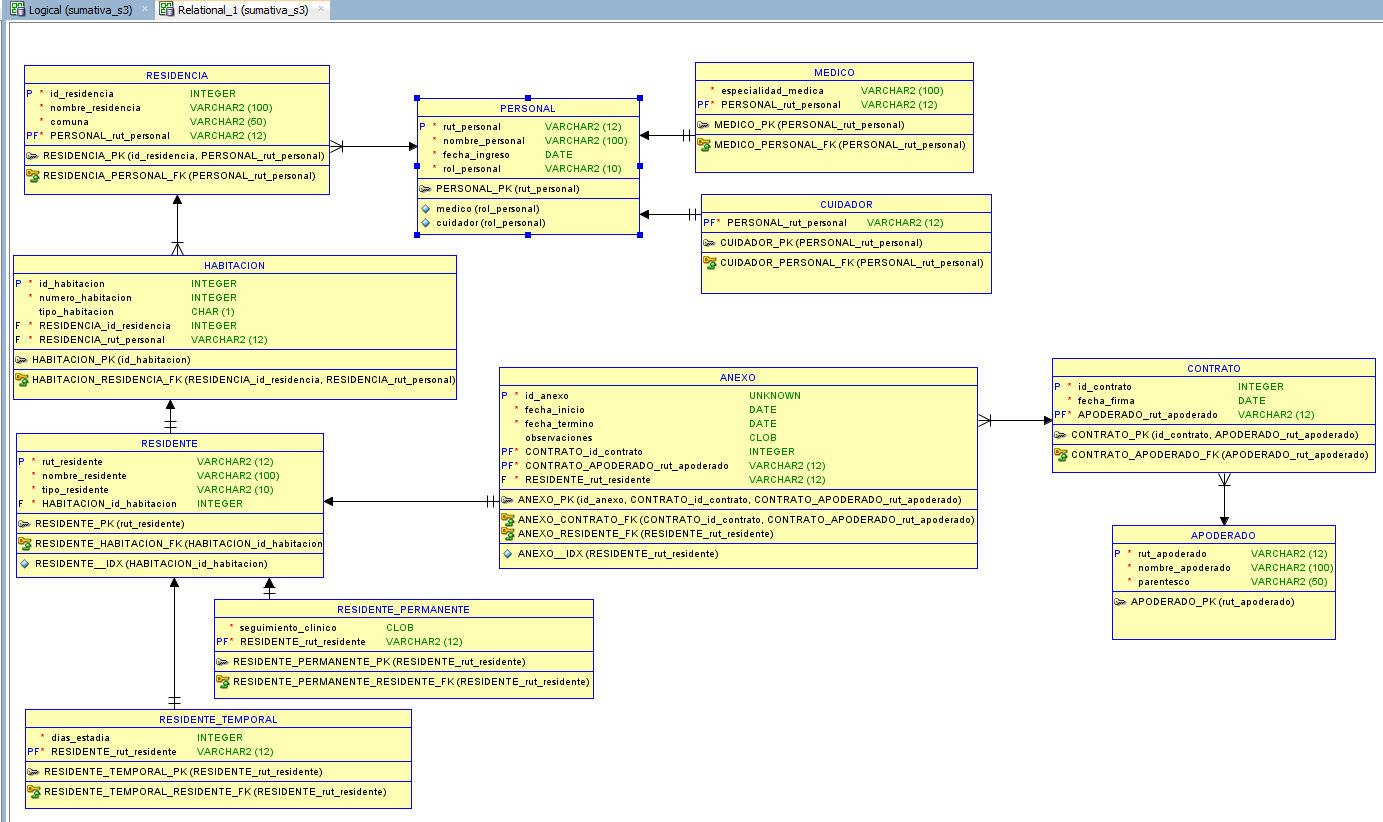 Logical (sumativa_s3)
Relational_1 (sumativa_s3)
RESIDENCIA
P * id_residencia INTEGER
* nombre_residencia VARCHAR2 (100)
* comuna VARCHAR2 (50)
PF* PERSONAL_rut_personal VARCHAR2 (12)
RESIDENCIA_PK (id_residencia, PERSONAL_rut_personal)
RESIDENCIA_PERSONAL_FK (PERSONAL_rut_personal)
PERSONAL
P * rut_personal VARCHAR2 (12)
* nombre_personal VARCHAR2 (100)
* fecha_ingreso DATE
* rol_personal VARCHAR2 (10)
PERSONAL_PK (rut_personal)
medico (rol_personal)
cuidador (rol_personal)
MEDICO
* especialidad_medica VARCHAR2 (100)
PF* PERSONAL_rut_personal VARCHAR2 (12)
MEDICO_PK (PERSONAL_rut_personal)
MEDICO_PERSONAL_FK (PERSONAL_rut_personal)
CUIDADOR
PF* PERSONAL_rut_personal VARCHAR2 (12)
CUIDADOR_PK (PERSONAL_rut_personal)
CUIDADOR_PERSONAL_FK (PERSONAL_rut_personal)
HABITACION
P * id_habitacion INTEGER
* numero_habitacion INTEGER
tipo_habitacion CHAR (1)
F * RESIDENCIA_id_residencia INTEGER
F * RESIDENCIA_rut_personal VARCHAR2 (12)
HABITACION_PK (id_habitacion)
HABITACION_RESIDENCIA_FK (RESIDENCIA_id_residencia, RESIDENCIA_rut_personal)
ANEXO
P * id_anexo UNKNOWN
* fecha_inicio DATE
* fecha_termino DATE
observaciones CLOB
PF* CONTRATO_id_contrato INTEGER
PF* CONTRATO_APODERADO_rut_apoderado VARCHAR2 (12)
F * RESIDENTE_rut_residente VARCHAR2 (12)
ANEXO_PK (id_anexo, CONTRATO_id_contrato, CONTRATO_APODERADO_rut_apoderado)
ANEXO_CONTRATO_FK (CONTRATO_id_contrato, CONTRATO_APODERADO_rut_apoderado)
ANEXO_RESIDENTE_FK (RESIDENTE_rut_residente)
ANEXO__IDX (RESIDENTE_rut_residente)
CONTRATO
P * id_contrato INTEGER
* fecha_firma DATE
PF* APODERADO_rut_apoderado VARCHAR2 (12)
CONTRATO_PK (id_contrato, APODERADO_rut_apoderado)
CONTRATO_APODERADO_FK (APODERADO_rut_apoderado)
RESIDENTE
P * rut_residente VARCHAR2 (12)
* nombre_residente VARCHAR2 (100)
* tipo_residente VARCHAR2 (10)
F * HABITACION_id_habitacion INTEGER
RESIDENTE_PK (rut_residente)
RESIDENTE_HABITACION_FK (HABITACION_id_habitacion
RESIDENTE__IDX (HABITACION_id_habitacion)
APODERADO
P * rut_apoderado VARCHAR2 (12)
* nombre_apoderado VARCHAR2 (100)
* parentesco VARCHAR2 (50)
APODERADO_PK (rut_apoderado)
RESIDENTE_PERMANENTE
* seguimiento_clinico CLOB
PF* RESIDENTE_rut_residente VARCHAR2 (12)
RESIDENTE_PERMANENTE_PK (RESIDENTE_rut_residente)
RESIDENTE_PERMANENTE_RESIDENTE_FK (RESIDENTE_rut_residente)
RESIDENTE_TEMPORAL
* dias_estadia INTEGER
PF* RESIDENTE_rut_residente VARCHAR2 (12)
RESIDENTE_TEMPORAL_PK (RESIDENTE_rut_residente)
RESIDENTE_TEMPORAL_RESIDENTE_FK (RESIDENTE_rut_residente)